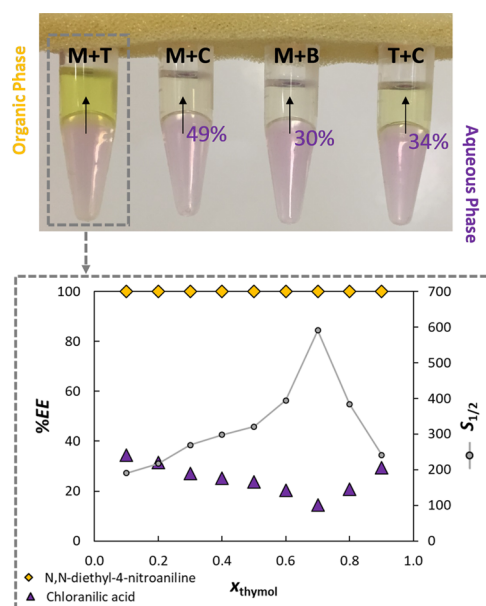 M+T M+C M+B T+C
Organic Phase
49% 30% 34%
Aqueous Phase
100 700
600
80
500
60
400
%EE
S1/2
300
40
200
20
100
0 0
0.0 0.2 0.4 0.6 0.8 1.0
N,N-diethyl-4-nitroaniline
xthymol
Chloranilic acid